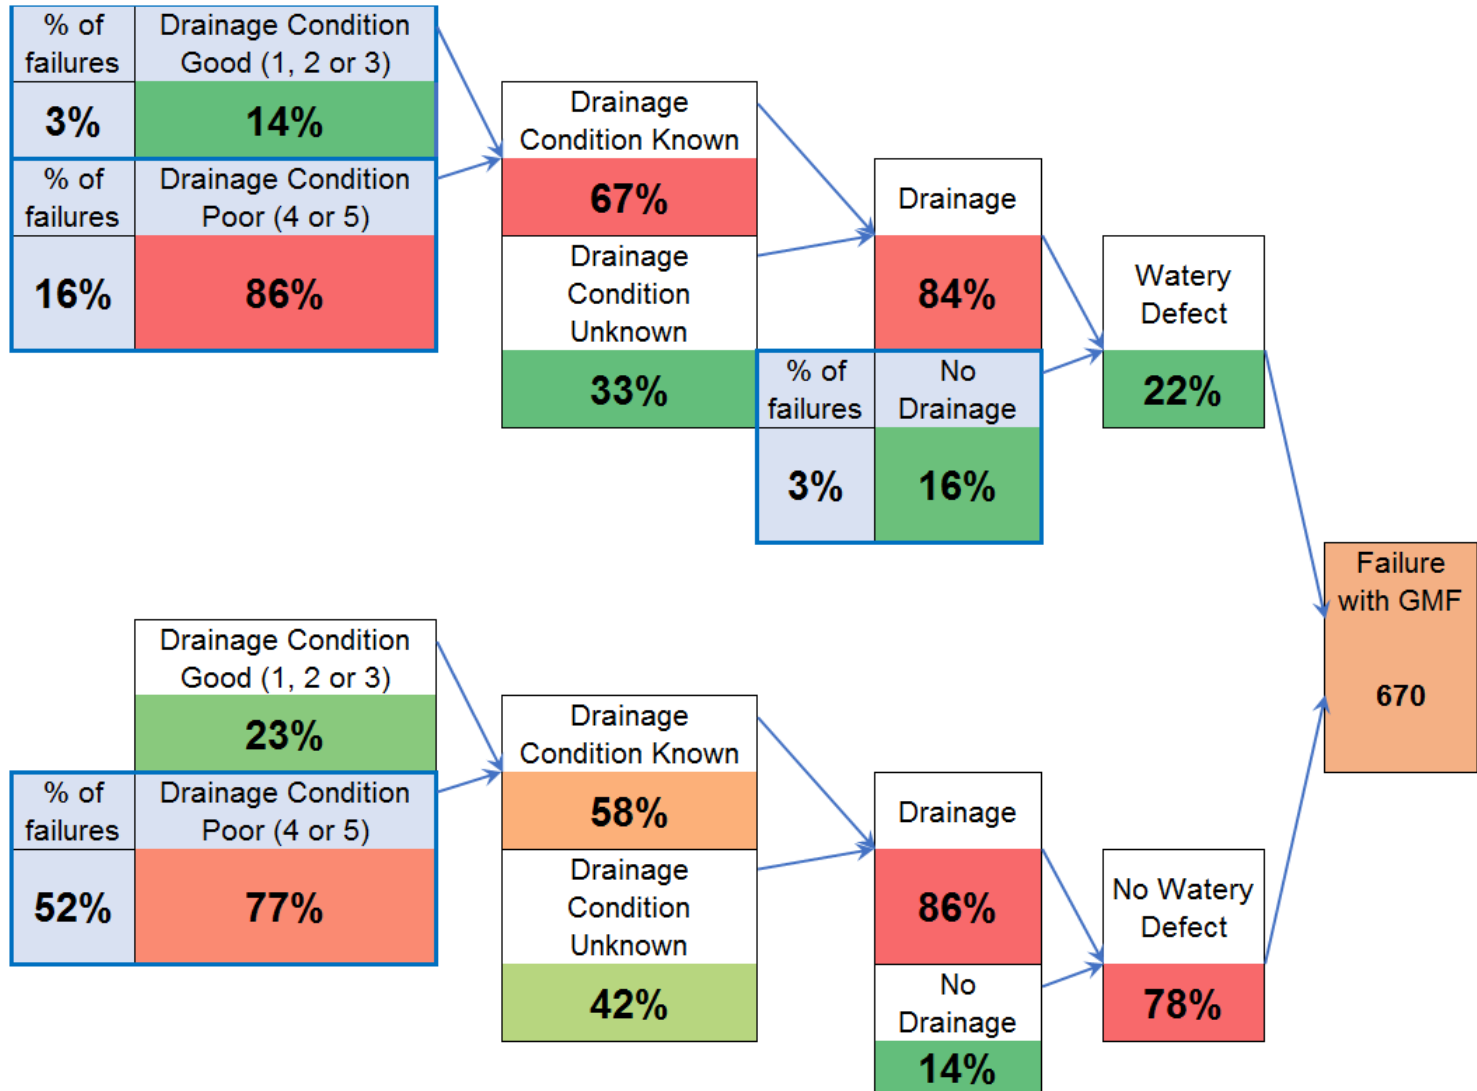 % of
failures
Drainage Condition
Good (1, 2 or 3)
3%
14%
% of
failures
Drainage Condition
Poor (4 or 5)
16%
86%
Drainage
Condition Known
67%
Drainage
Condition
Unknown
33%
Drainage
84%
% of
failures
No
Drainage
3%
16%
Watery
Defect
22%
Failure
with GMF
670
Drainage Condition
Good (1, 2 or 3)
23%
% of
failures
Drainage Condition
Poor (4 or 5)
52%
77%
Drainage
Condition Known
58%
Drainage
Condition
Unknown
42%
Drainage
86%
No
Drainage
14%
No Watery
Defect
78%